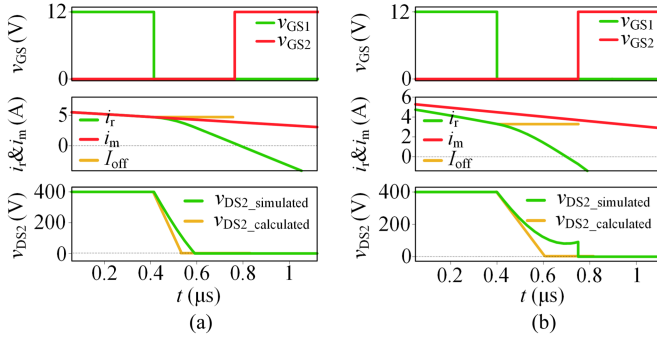 12
0
v_GS (V)
v_GS1
v_GS2
5
0
i_r&i_m (A)
i_r
i_m
I_off
400
200
0
v_DS2 (V)
v_DS2_simulated
v_DS2_calculated
0.2 0.4 0.6 0.8 1
t (μs)
(a)
12
0
v_GS (V)
v_GS1
v_GS2
6
4
2
0
i_r&i_m (A)
i_r
i_m
I_off
400
200
0
v_DS2 (V)
v_DS2_simulated
v_DS2_calculated
0.2 0.4 0.6 0.8 1
t (μs)
(b)